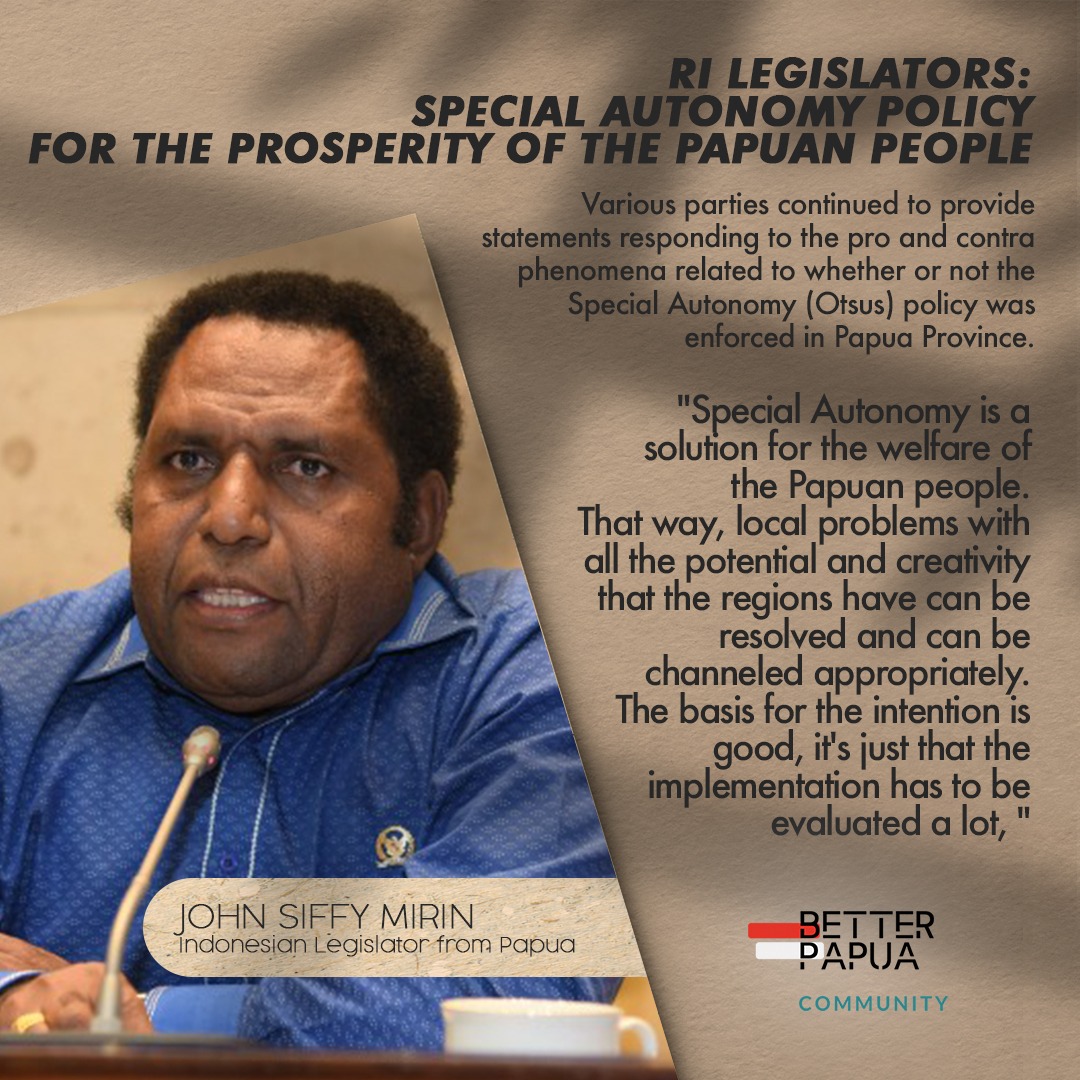 RI LEGISLATORS:
SPECIAL AUTONOMY POLICY
FOR THE PROSPERITY OF THE PAPUAN PEOPLE
Various parties continued to provide
statements responding to the pro and contra
phenomena related to whether or not the
Special Autonomy (Otsus) policy was
enforced in Papua Province.
"Special Autonomy is a
solution for the welfare of
the Papuan people.
That way, local problems with
all the potential and creativity
that the regions have can be
resolved and can be
channeled appropriately.
The basis for the intention is
good, it's just that the
implementation has to be
evaluated a lot, "
JOHN SIFFY MIRIN
Indonesian Legislator from Papua
BETTER
PAPUA
COMMUNITY